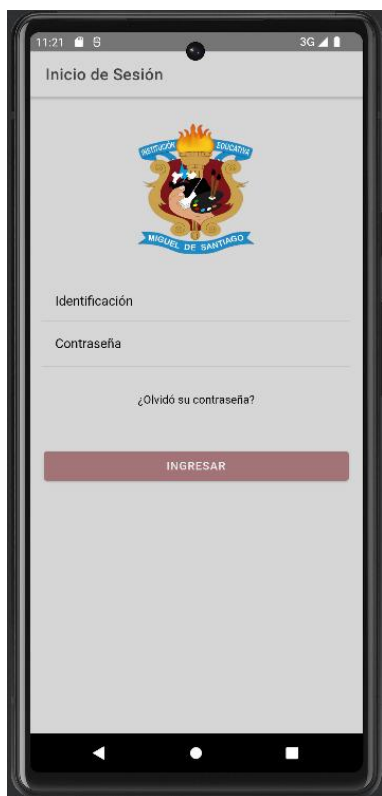 11:21
3G
Inicio de Sesión
INSTITUCIÓN EDUCATIVA
MIGUEL DE SANTIAGO
Identificación
Contraseña
¿Olvidó su contraseña?
INGRESAR